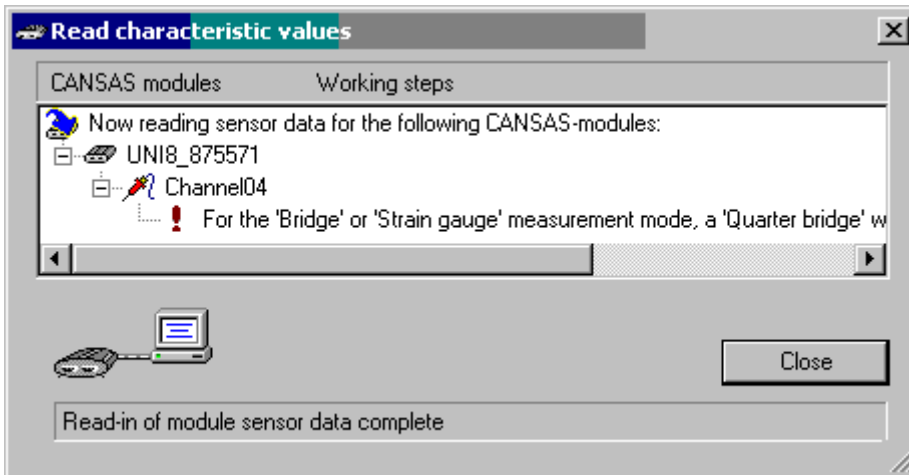 Read characteristic values
CANSAS modules Working steps
Now reading sensor data for the following CANSAS-modules:
UNI8_875571
Channel04
For the 'Bridge' or 'Strain gauge' measurement mode, a 'Quarter bridge' w
Close
Read-in of module sensor data complete